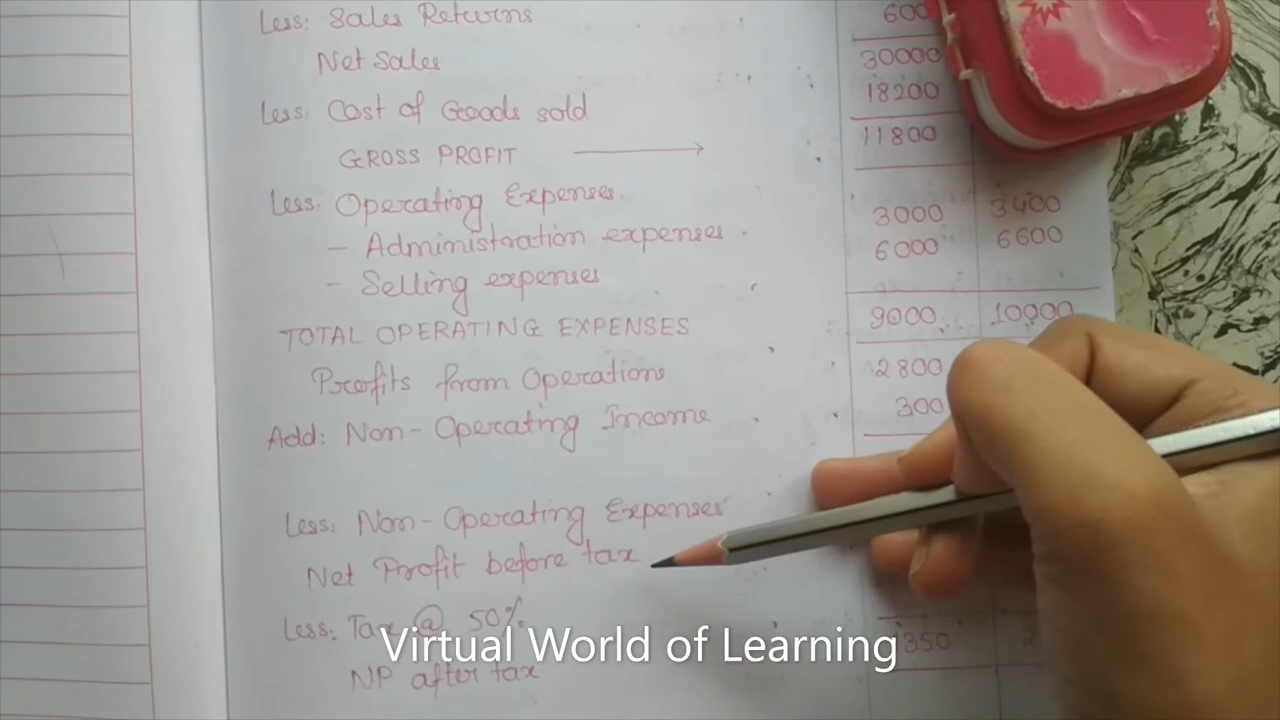 Less: Sales Returns 600
Net Sales 30000
Less: Cost of Goods sold 18200
GROSS PROFIT 11800
Less: Operating Expenses
- Administration expenses 3000 3400
- Selling expenses 6000 6600
TOTAL OPERATING EXPENSES 9000 10000
Profits from Operations 2800
Add: Non-Operating Income 300
Less: Non-Operating Expenses
Net Profit before tax
Less: Tax @ 50%
NP after tax
Virtual World of Learning